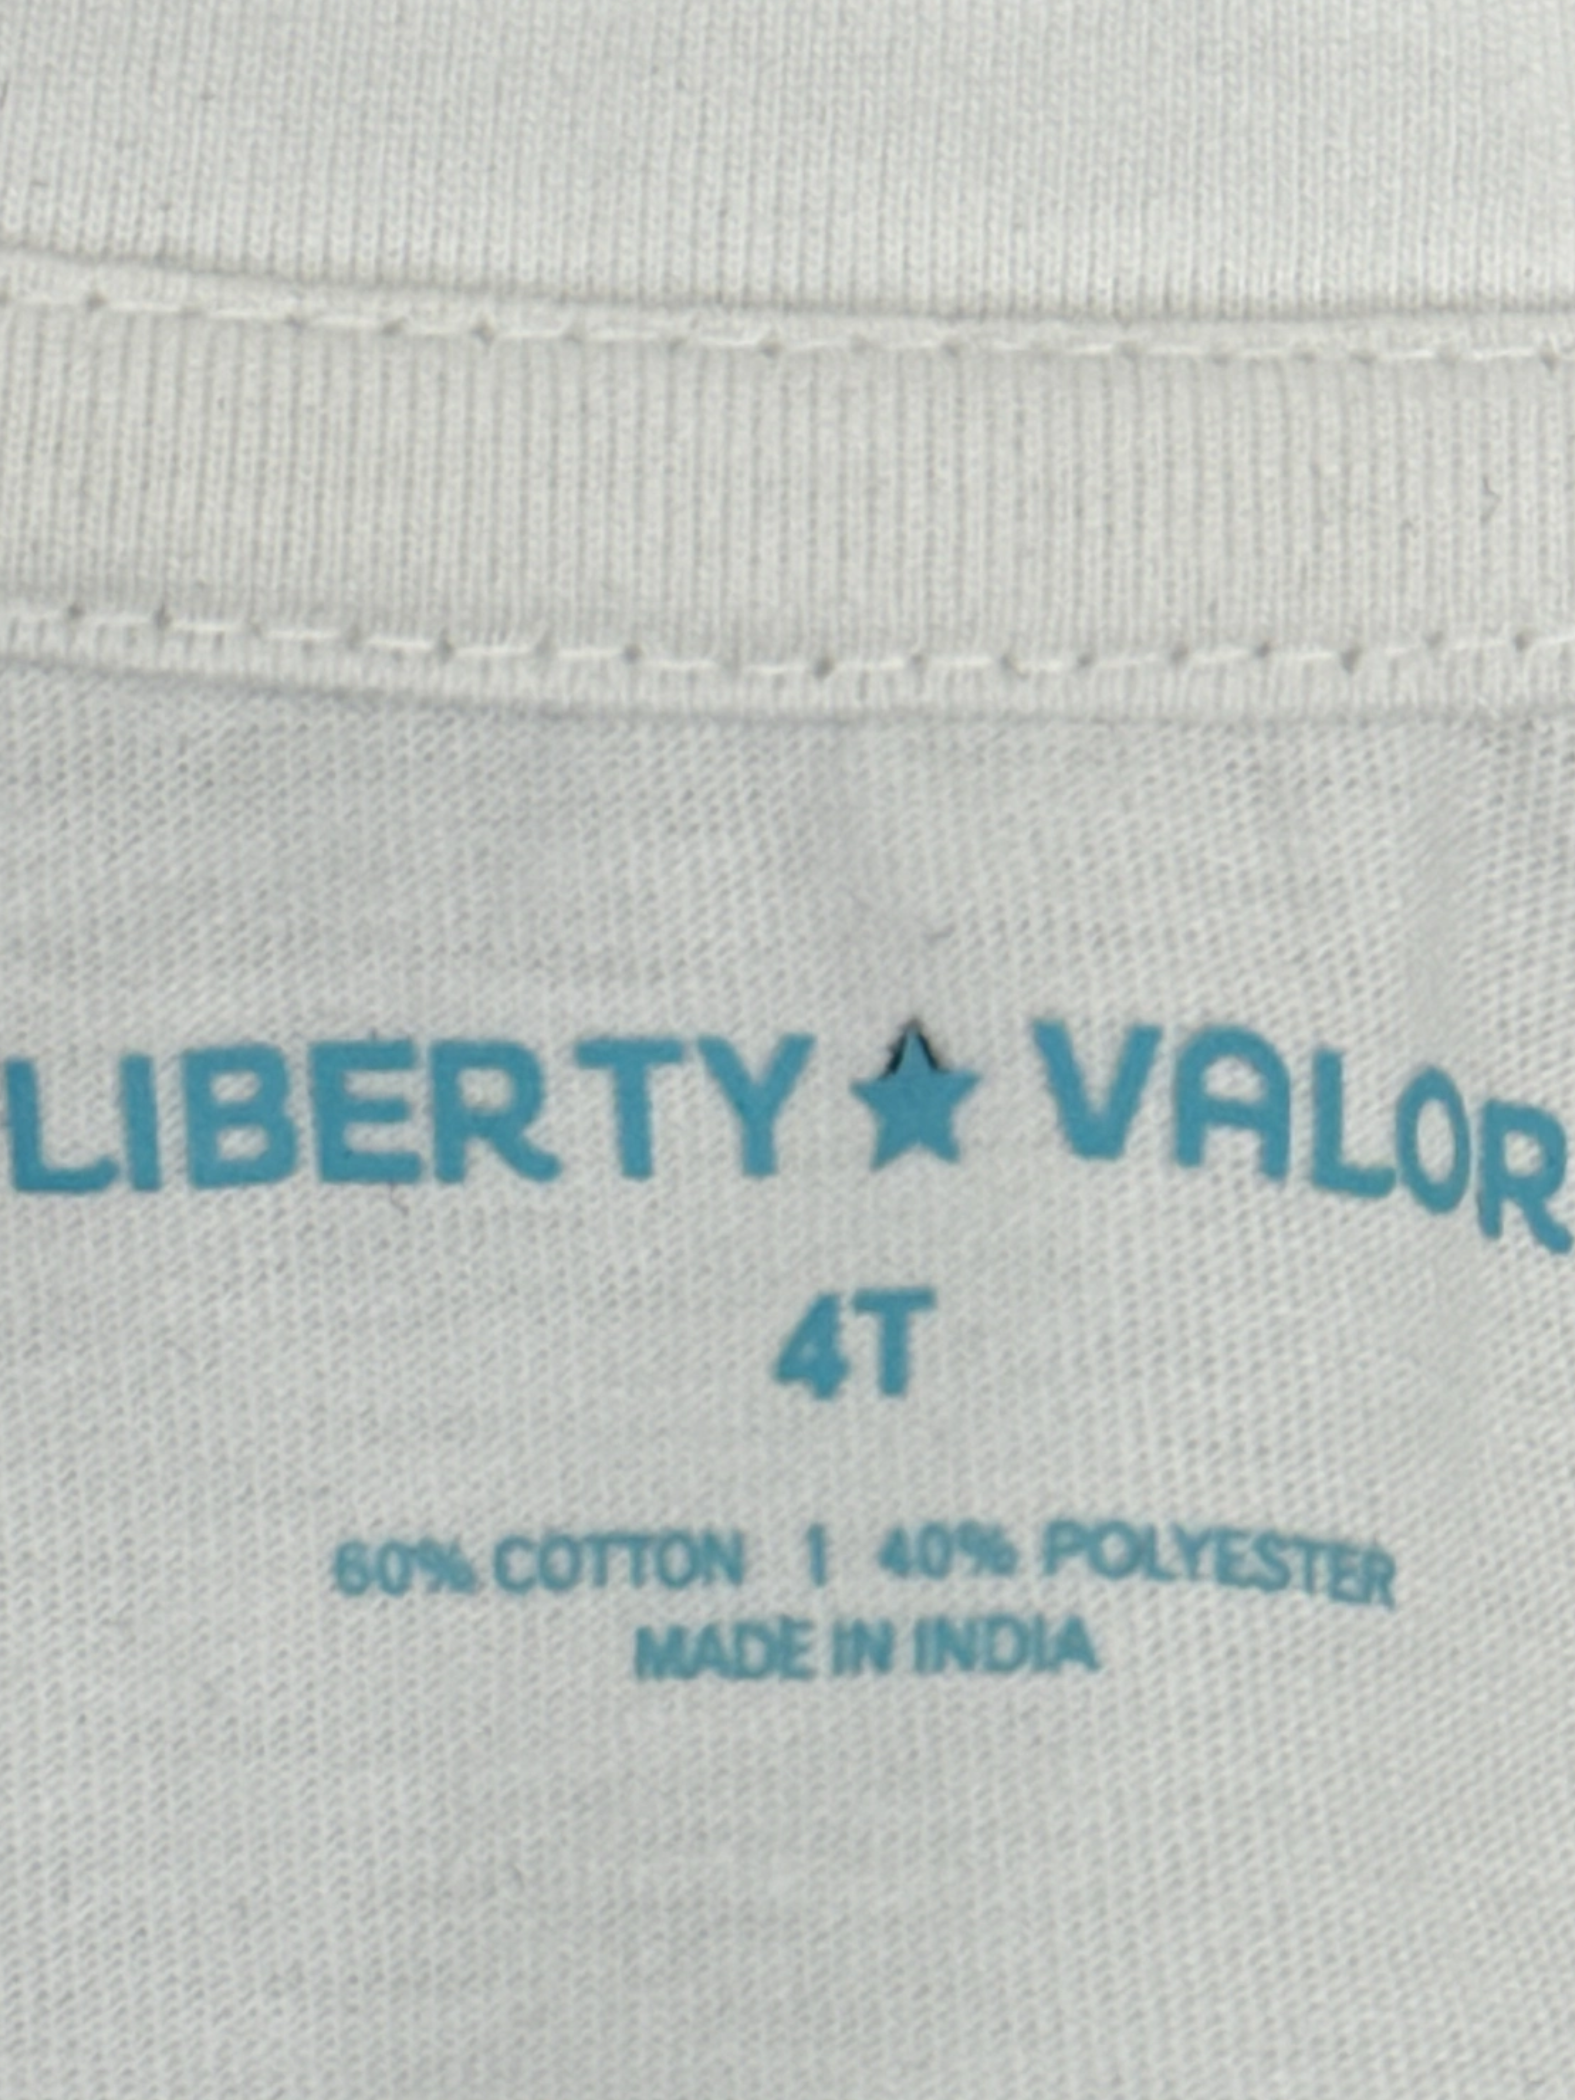 LIBERTY★VALOR
4T
60% COTTON | 40% POLYESTER
MADE IN INDIA